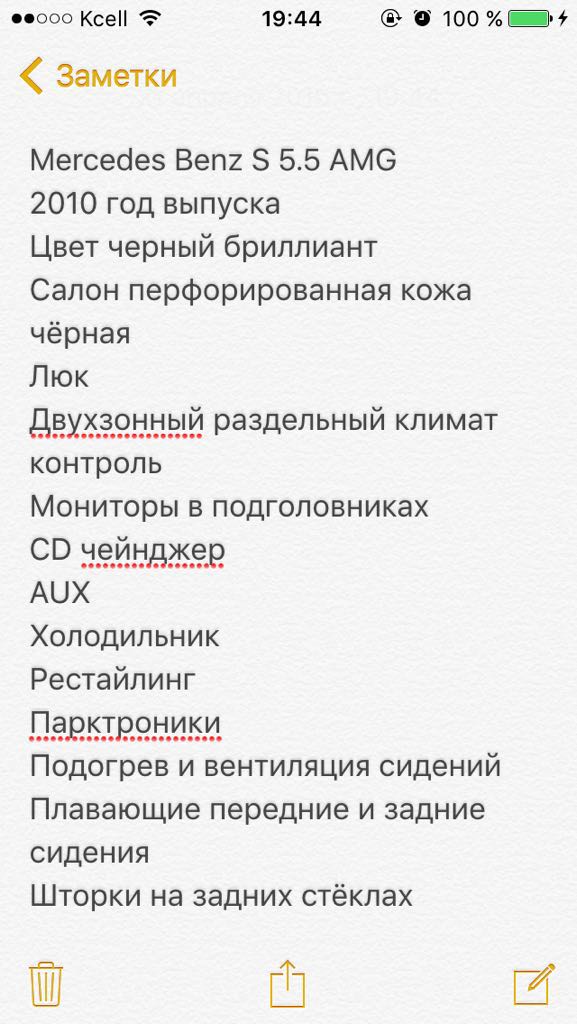 Kcell 19:44 100 %
Заметки
Mercedes Benz S 5.5 AMG
2010 год выпуска
Цвет черный бриллиант
Салон перфорированная кожа
чёрная
Люк
Двухзонный раздельный климат
контроль
Мониторы в подголовниках
CD чейнджер
AUX
Холодильник
Рестайлинг
Парктроники
Подогрев и вентиляция сидений
Плавающие передние и задние
сидения
Шторки на задних стёклах